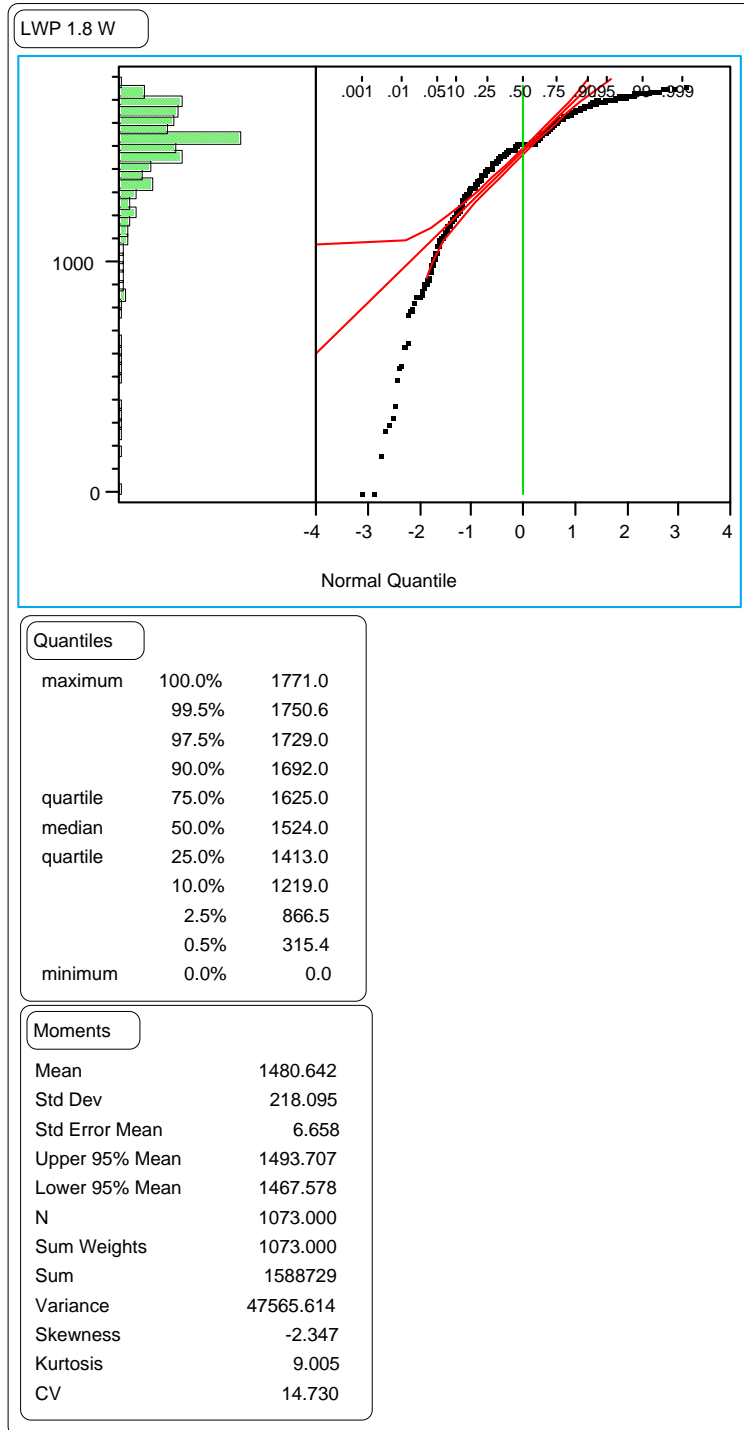 LWP 1.8 W
.001 .01 .05 .10 .25 .50 .75 .90 .95 .99 .999
1000
0
-4 -3 -2 -1 0 1 2 3 4
Normal Quantile
Quantiles
maximum 100.0% 1771.0
99.5% 1750.6
97.5% 1729.0
90.0% 1692.0
quartile 75.0% 1625.0
median 50.0% 1524.0
quartile 25.0% 1413.0
10.0% 1219.0
2.5% 866.5
0.5% 315.4
minimum 0.0% 0.0
Moments
Mean 1480.642
Std Dev 218.095
Std Error Mean 6.658
Upper 95% Mean 1493.707
Lower 95% Mean 1467.578
N 1073.000
Sum Weights 1073.000
Sum 1588729
Variance 47565.614
Skewness -2.347
Kurtosis 9.005
CV 14.730